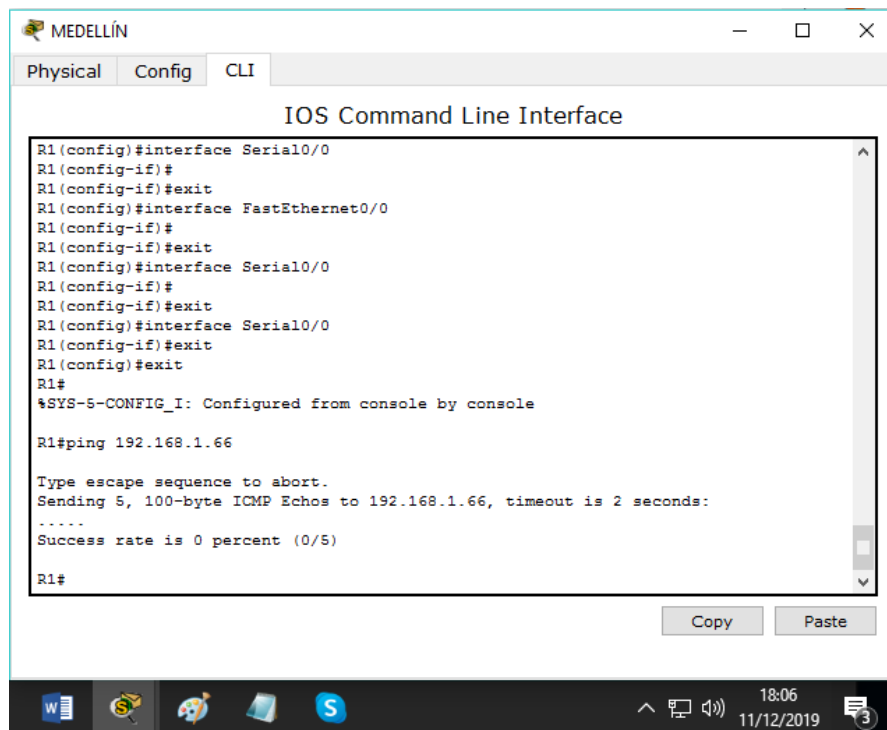 MEDELLÍN
Physical Config CLI
IOS Command Line Interface
R1(config)#interface Serial0/0
R1(config-if)#
R1(config-if)#exit
R1(config)#interface FastEthernet0/0
R1(config-if)#
R1(config-if)#exit
R1(config)#interface Serial0/0
R1(config-if)#
R1(config-if)#exit
R1(config)#interface Serial0/0
R1(config-if)#exit
R1(config)#exit
R1#
%SYS-5-CONFIG_I: Configured from console by console
R1#ping 192.168.1.66
Type escape sequence to abort.
Sending 5, 100-byte ICMP Echos to 192.168.1.66, timeout is 2 seconds:
.....
Success rate is 0 percent (0/5)
R1#
Copy Paste
18:06
11/12/2019
3